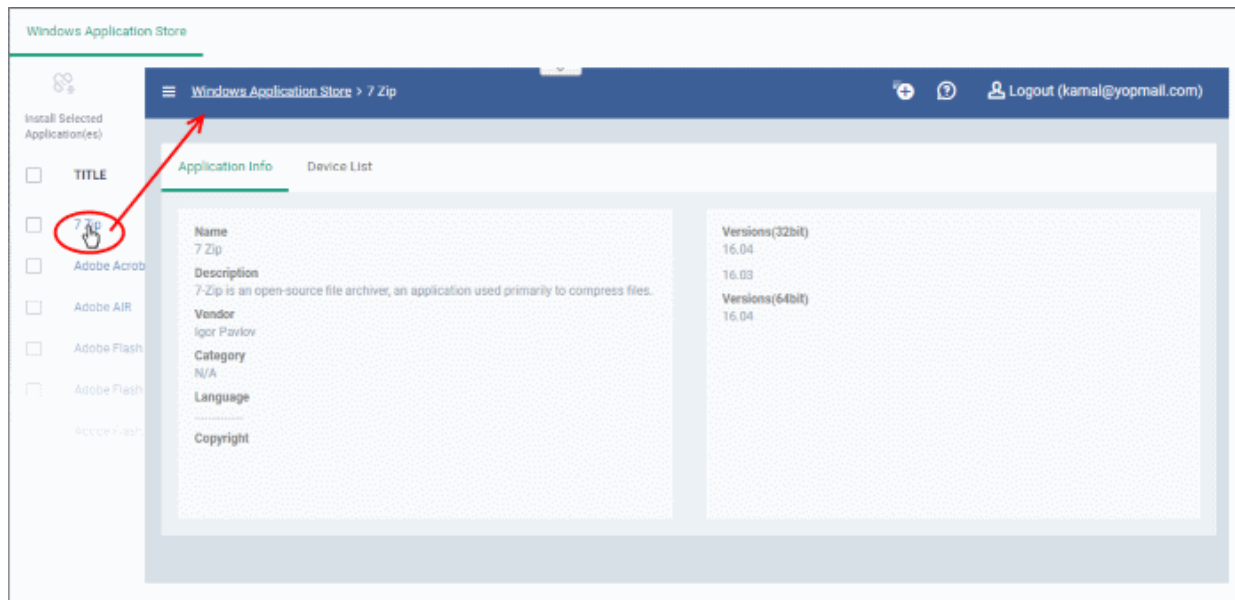 Windows Application Store
Install Selected
Application(es)
TITLE
7 Zip
Adobe Acrob
Adobe AIR
Adobe Flash
Adobe Flash
Windows Application Store > 7 Zip
Logout (kamal@yopmail.com)
Application Info
Device List
Name
7 Zip
Description
7-Zip is an open-source file archiver, an application used primarily to compress files.
Vendor
Igor Pavlov
Category
N/A
Language
Copyright
Versions(32bit)
16.04
16.03
Versions(64bit)
16.04